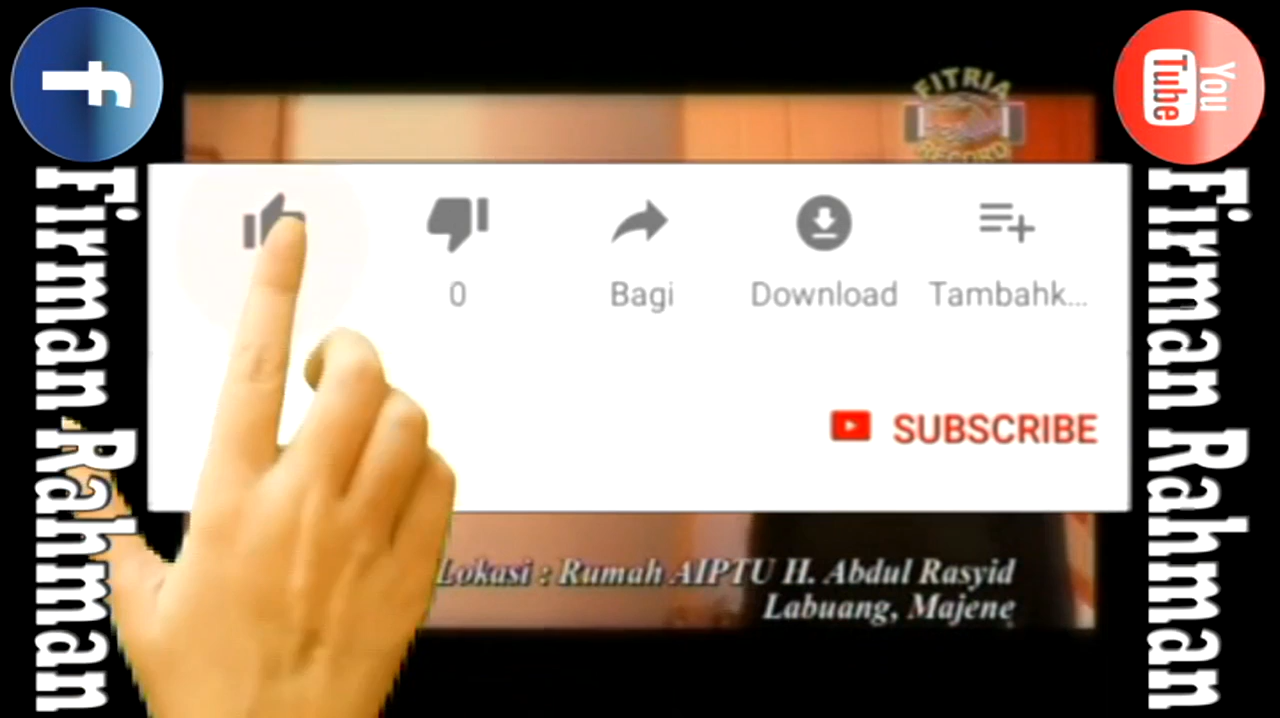 f
Firman Rahman
FITRIA
RECORD
You
Tube
Firman Rahman
0
Bagi
Download
Tambahk...
SUBSCRIBE
Lokasi : Rumah AIPTU H. Abdul Rasyid
Labuang, Majene